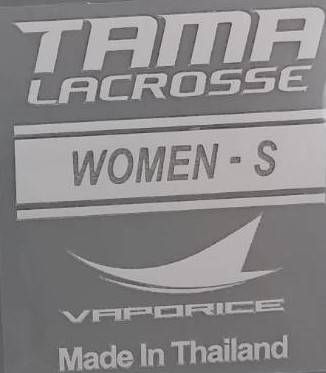 TAMA
LACROSSE
WOMEN - S
VAPORICE
Made In Thailand